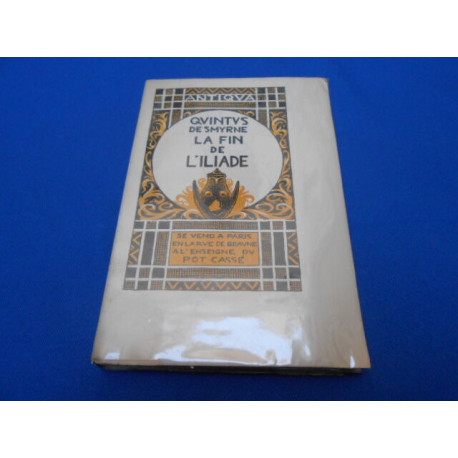 ANTIQVA
QVINTVS
DE SMYRNE
LA FIN
DE
L'ILIADE
SE VEND A PARIS
EN LA RVE DE BEAVNE
A L'ENSEIGNE DV
POT CASSÉ